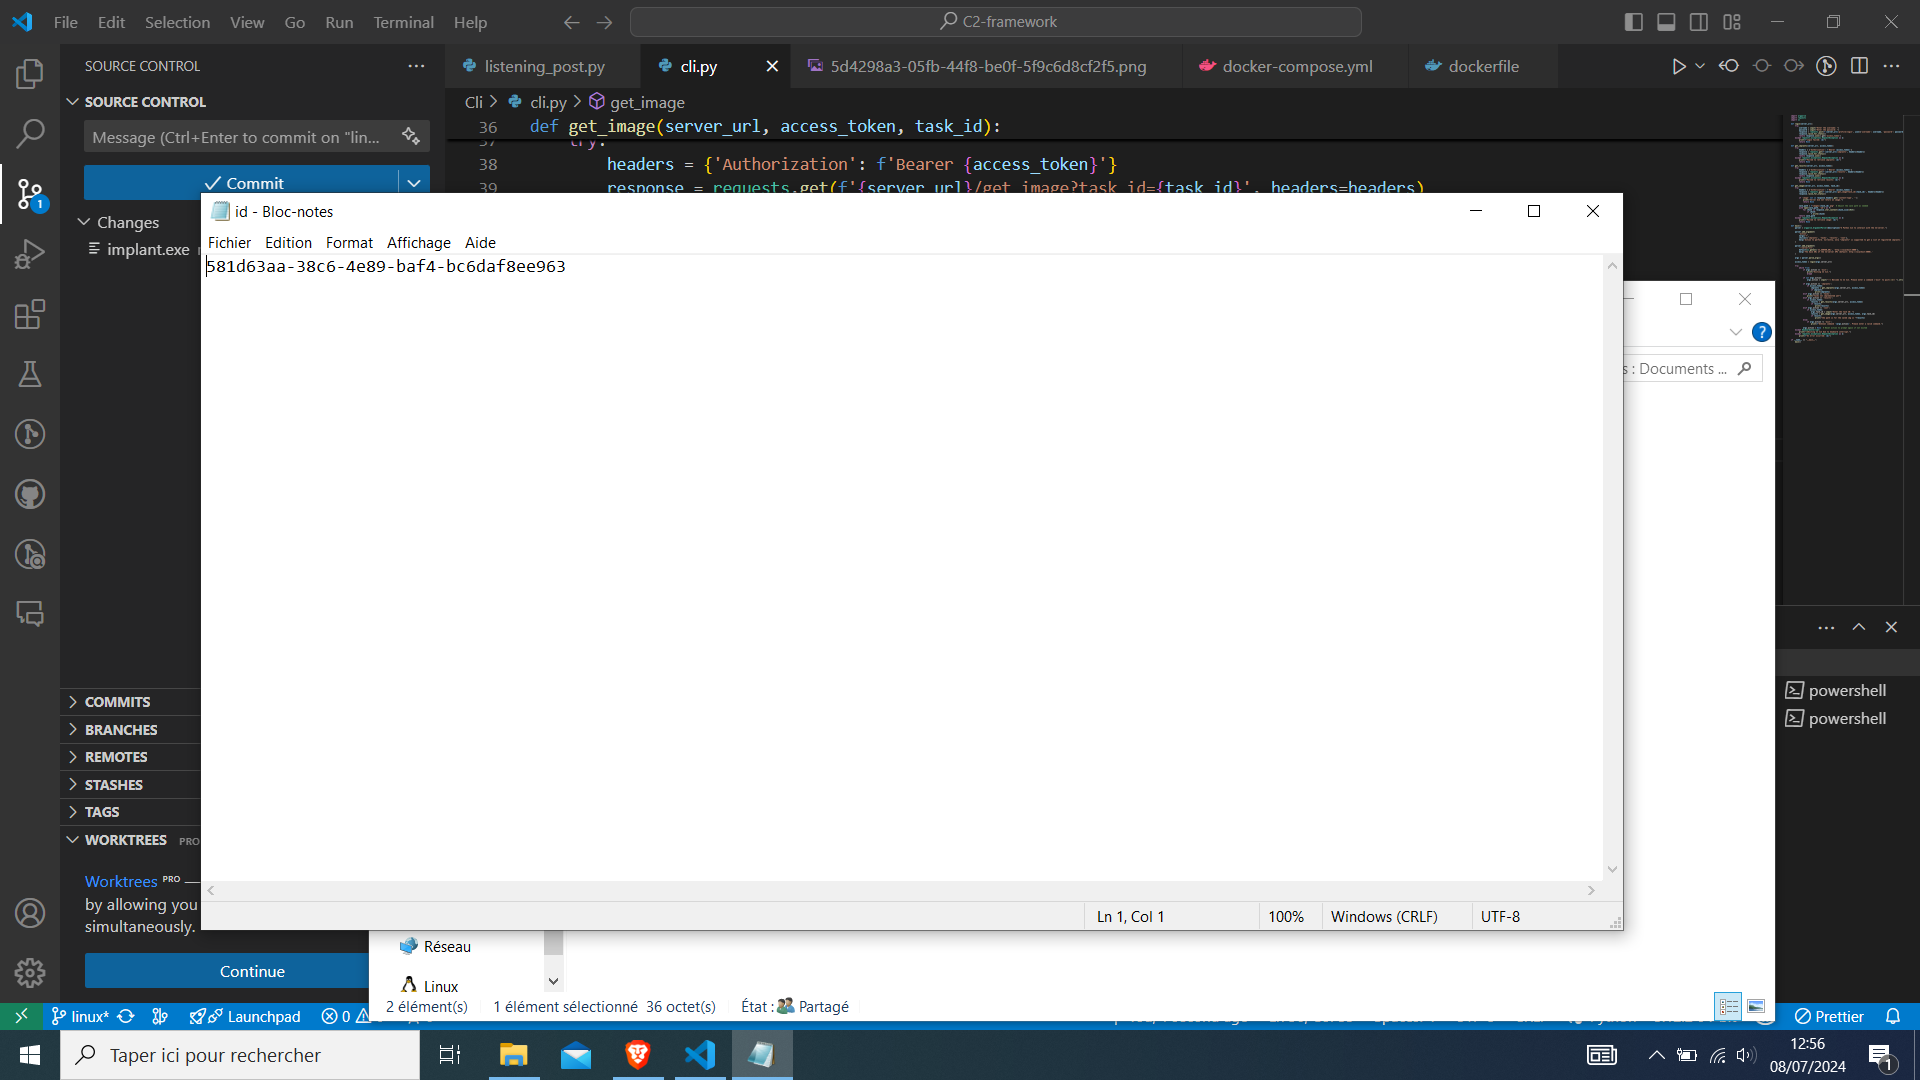 File Edit Selection View Go Run Terminal Help
C2-framework
SOURCE CONTROL
listening_post.py
cli.py
5d4298a3-05fb-44f8-be0f-5f9c6d8cf2f5.png
docker-compose.yml
dockerfile
SOURCE CONTROL
Cli > cli.py > get_image
Message (Ctrl+Enter to commit on "lin...
36 def get_image(server_url, access_token, task_id):
37 try:
38 headers = {'Authorization': f'Bearer {access_token}'}
39 response = requests.get(f'{server_url}/get_image?task_id={task_id}', headers=headers)
Commit
Changes
implant.exe
id - Bloc-notes
Fichier Edition Format Affichage Aide
581d63aa-38c6-4e89-baf4-bc6daf8ee963
s : Documents ...
powershell
powershell
COMMITS
BRANCHES
REMOTES
STASHES
TAGS
WORKTREES PRO
Worktrees PRO —
by allowing you
simultaneously.
Continue
Ln 1, Col 1 100% Windows (CRLF) UTF-8
Réseau
Linux
2 élément(s) 1 élément sélectionné 36 octet(s) État : Partagé
linux* Launchpad 0
Prettier
Taper ici pour rechercher
12:56
08/07/2024
1